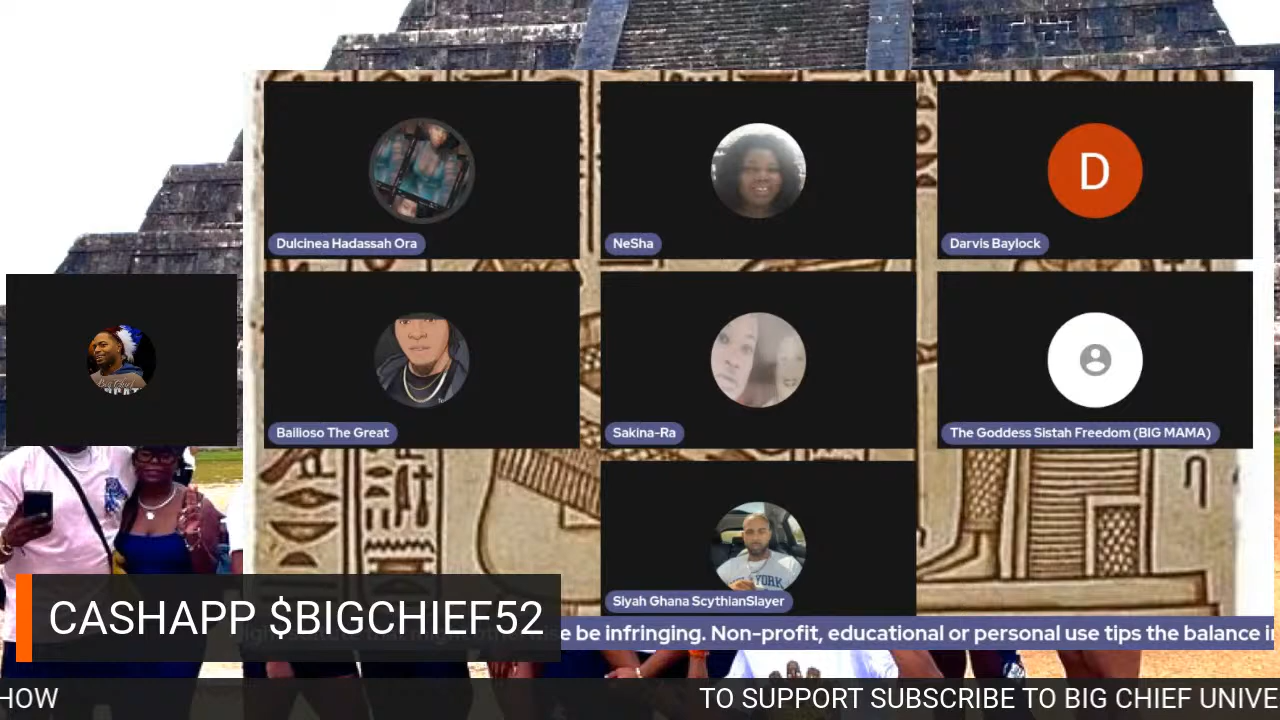 Dulcinea Hadassah Ora
NeSha
D
Darvis Baylock
Bailioso The Great
Sakina-Ra
The Goddess Sistah Freedom (BIG MAMA)
Siyah Ghana ScythianSlayer
YORK
CASHAPP $BIGCHIEF52
be infringing. Non-profit, educational or personal use tips the balance
HOW
TO SUPPORT SUBSCRIBE TO BIG CHIEF UNIVE